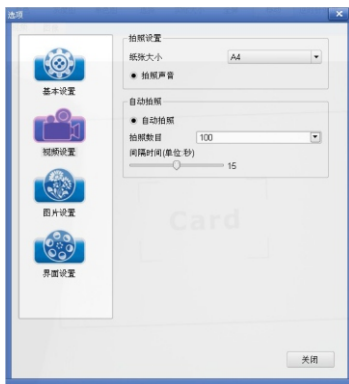 选项
基本设置
视频设置
图片设置
界面设置
拍照设置
纸张大小 A4
拍照声音
自动拍照
自动拍照
拍照数目 100
间隔时间(单位:秒)
15
Card
关闭